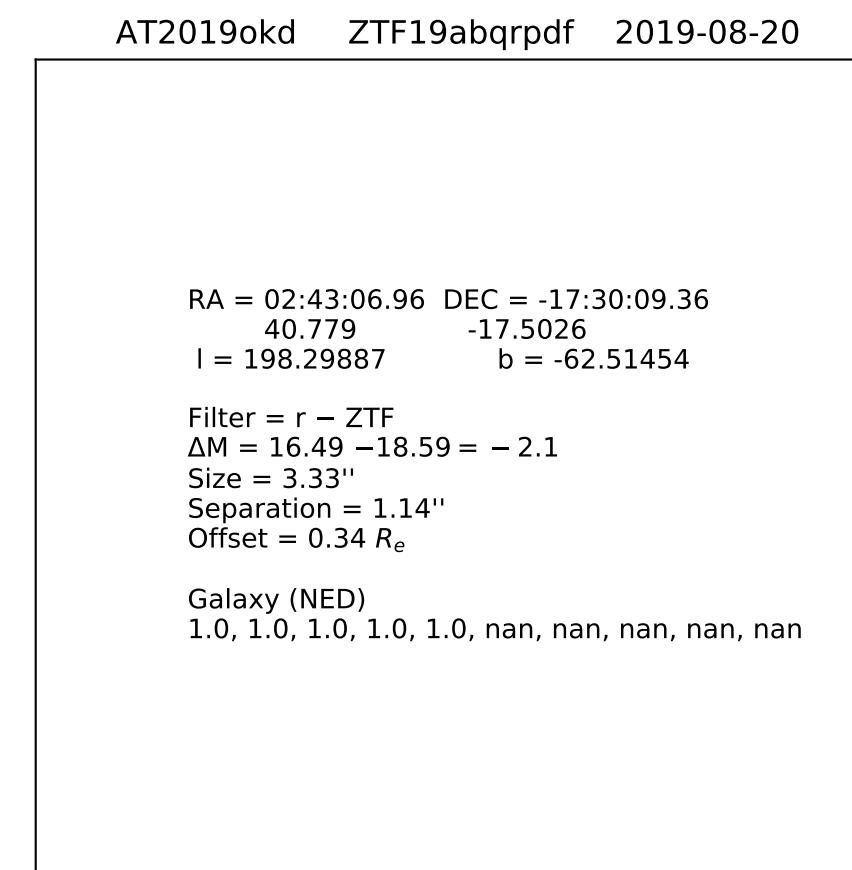 AT2019okd ZTF19abqrpdf 2019-08-20
RA = 02:43:06.96 DEC = -17:30:09.36
40.779 -17.5026
l = 198.29887 b = -62.51454
Filter = r − ZTF
ΔM = 16.49 −18.59 = − 2.1
Size = 3.33''
Separation = 1.14''
Offset = 0.34 Re
Galaxy (NED)
1.0, 1.0, 1.0, 1.0, 1.0, nan, nan, nan, nan, nan